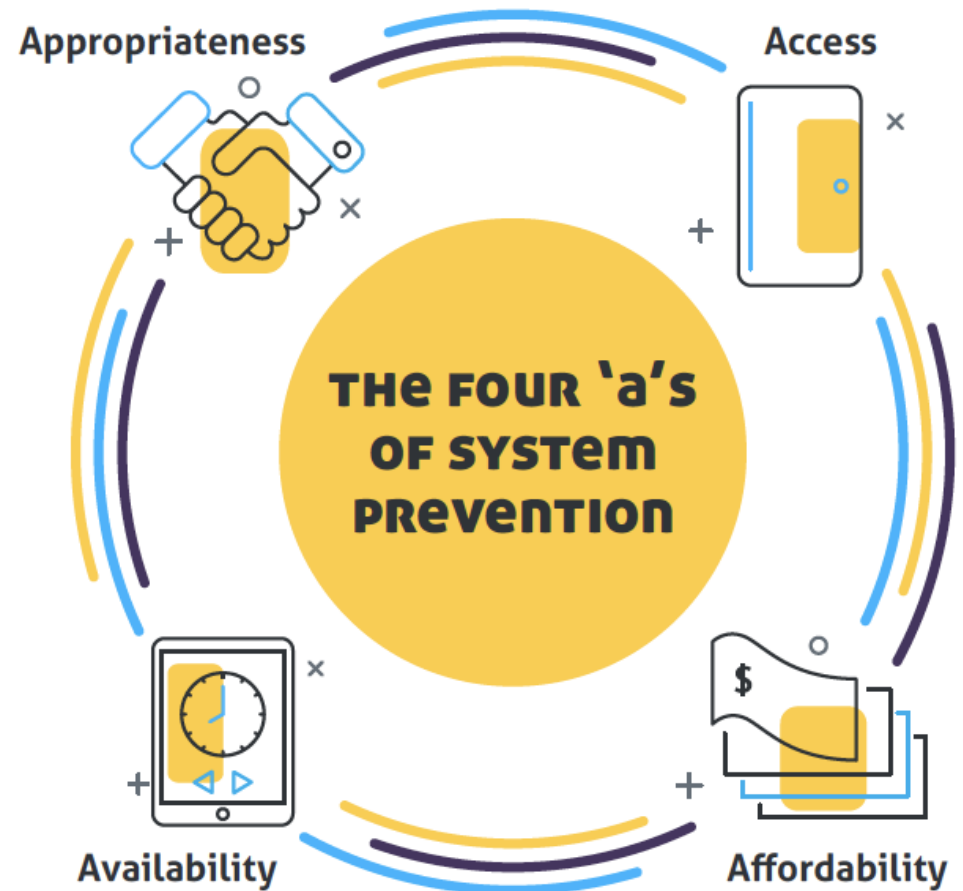 Appropriateness
Access
THE FOUR ‘a’s
OF SYSTEM
PREVENTION
$
Availability
Affordability